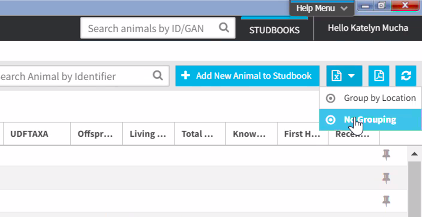 Help Menu
Search animals by ID/GAN
STUDBOOKS
Hello Katelyn Mucha
earch Animal by Identifier
+ Add New Animal to Studbook
Group by Location
No Grouping
UDFTAXA Offspr... Living ... Total ... Know... First H... Recen...